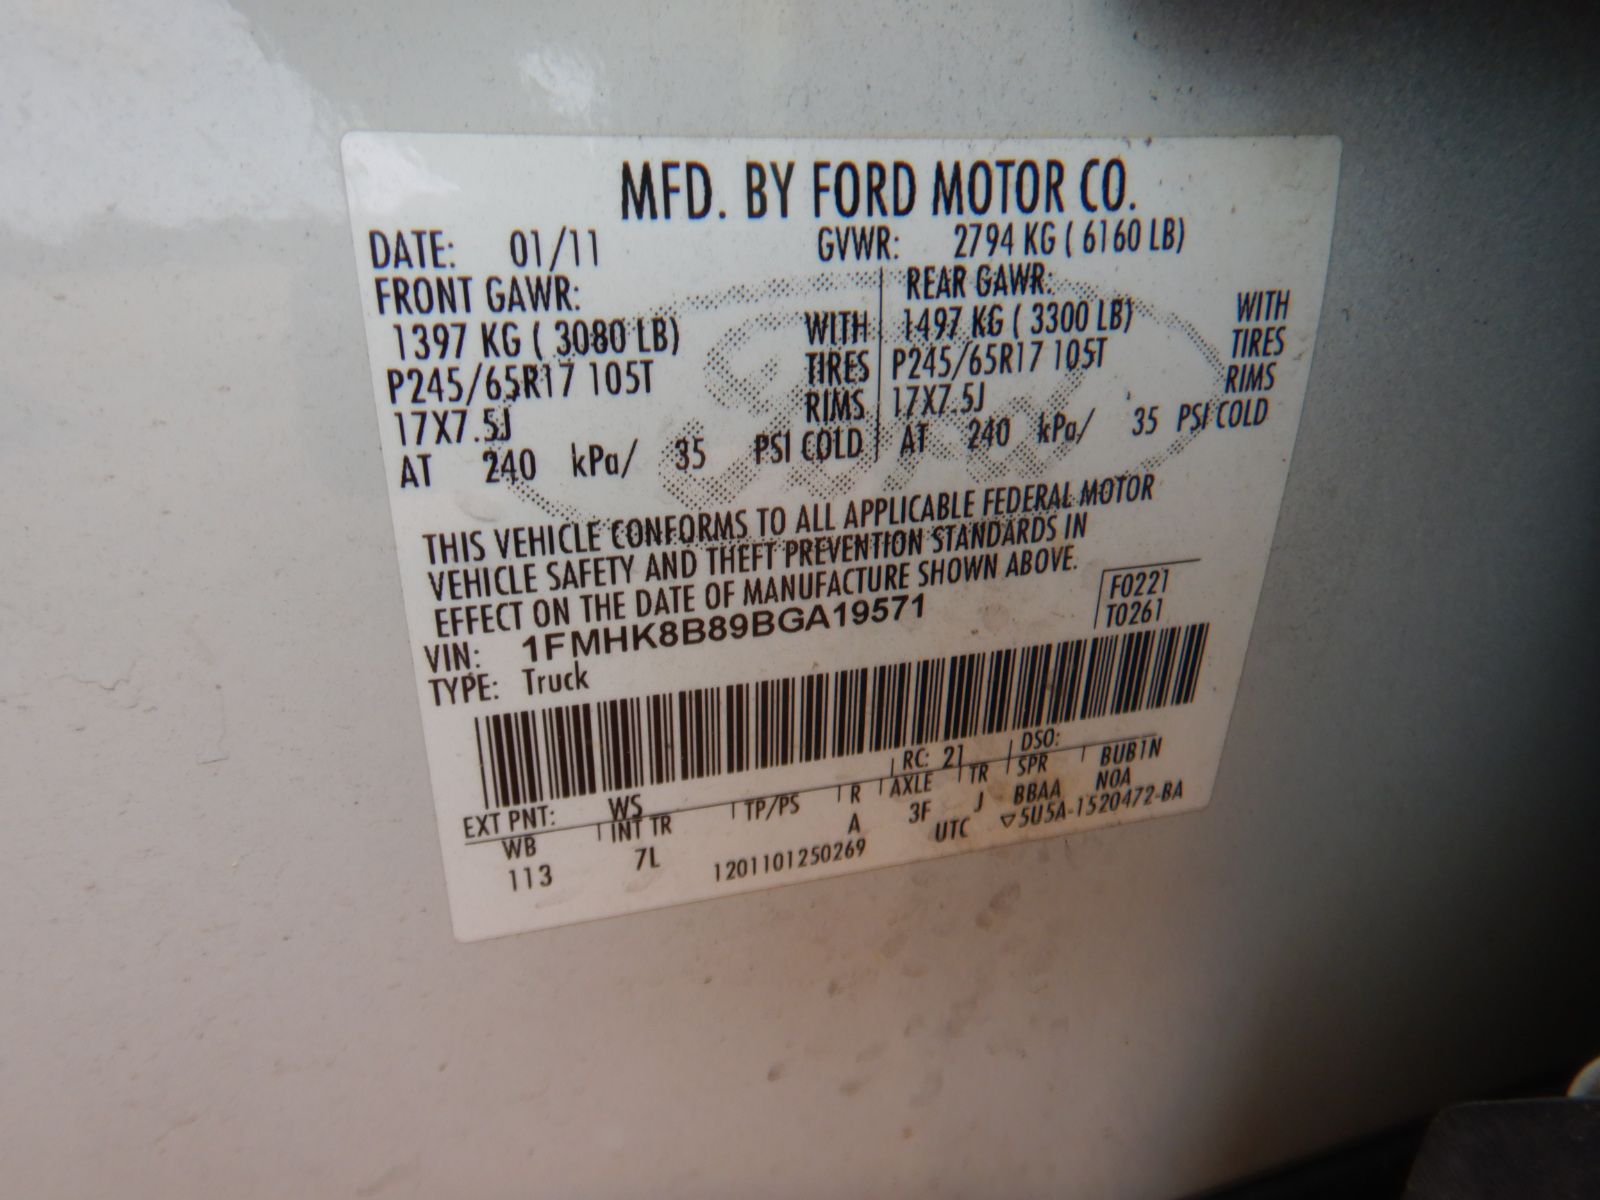 MFD. BY FORD MOTOR CO.
DATE: 01/11 GVWR: 2794 KG ( 6160 LB)
FRONT GAWR: REAR GAWR:
1397 KG ( 3080 LB) WITH 1497 KG ( 3300 LB) WITH
P245/65R17 105T TIRES P245/65R17 105T TIRES
17X7.5J RIMS 17X7.5J RIMS
AT 240 kPa/ 35 PSI COLD AT 240 kPa/ 35 PSI COLD
THIS VEHICLE CONFORMS TO ALL APPLICABLE FEDERAL MOTOR
VEHICLE SAFETY AND THEFT PREVENTION STANDARDS IN
EFFECT ON THE DATE OF MANUFACTURE SHOWN ABOVE.
F0221
VIN: 1FMHK8B89BGA19571 T0261
TYPE: Truck
EXT PNT: WS RC: 21 DSO:
WB INT TR TP/PS R AXLE TR SPR BUB1N
113 7L A 3F J BBAA NOA
1201101250269 UTC ▽5U5A-1520472-BA
Ford